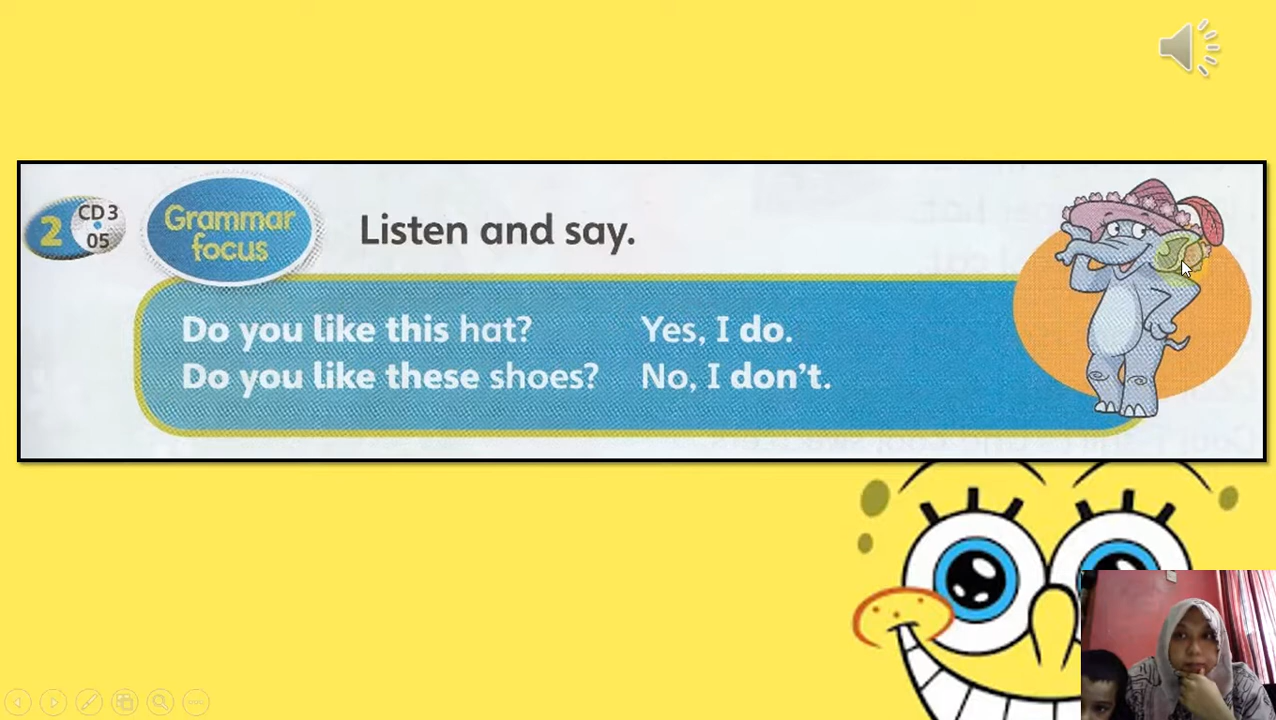 2
CD 3
05
Grammar
focus
Listen and say.
Do you like this hat? Yes, I do.
Do you like these shoes? No, I don't.